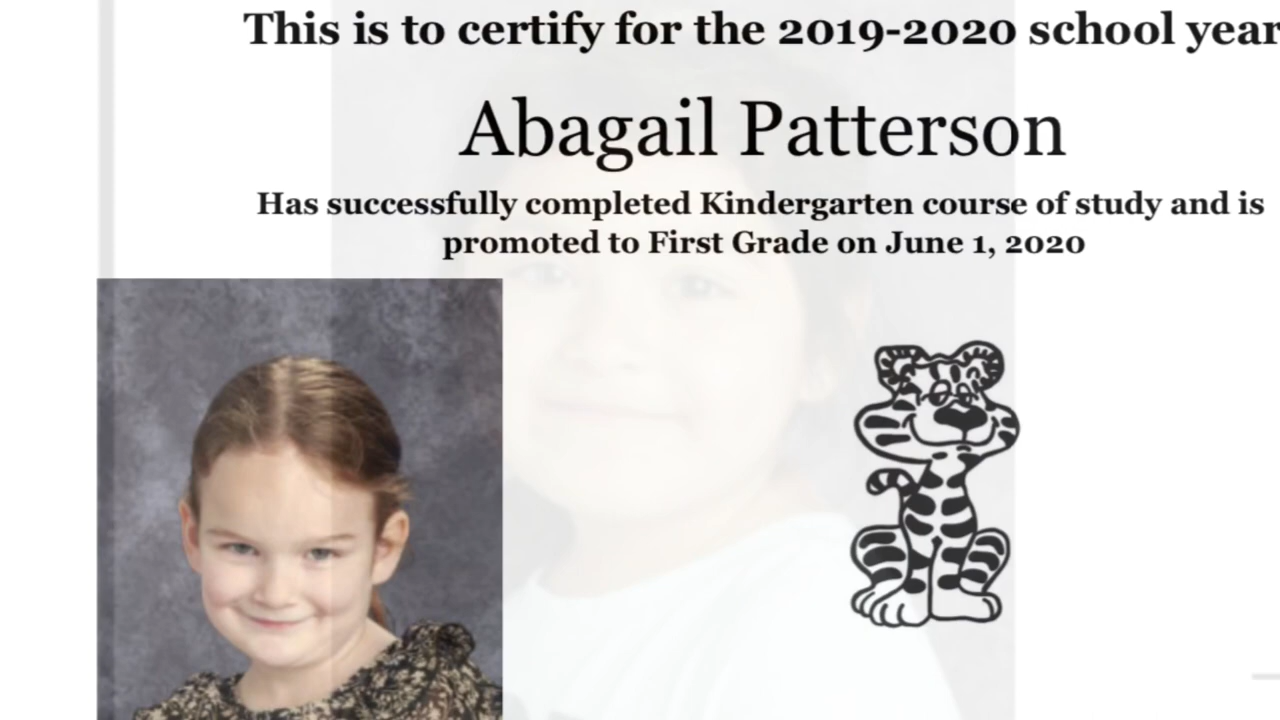 This is to certify for the 2019-2020 school year
Abagail Patterson
Has successfully completed Kindergarten course of study and is
promoted to First Grade on June 1, 2020